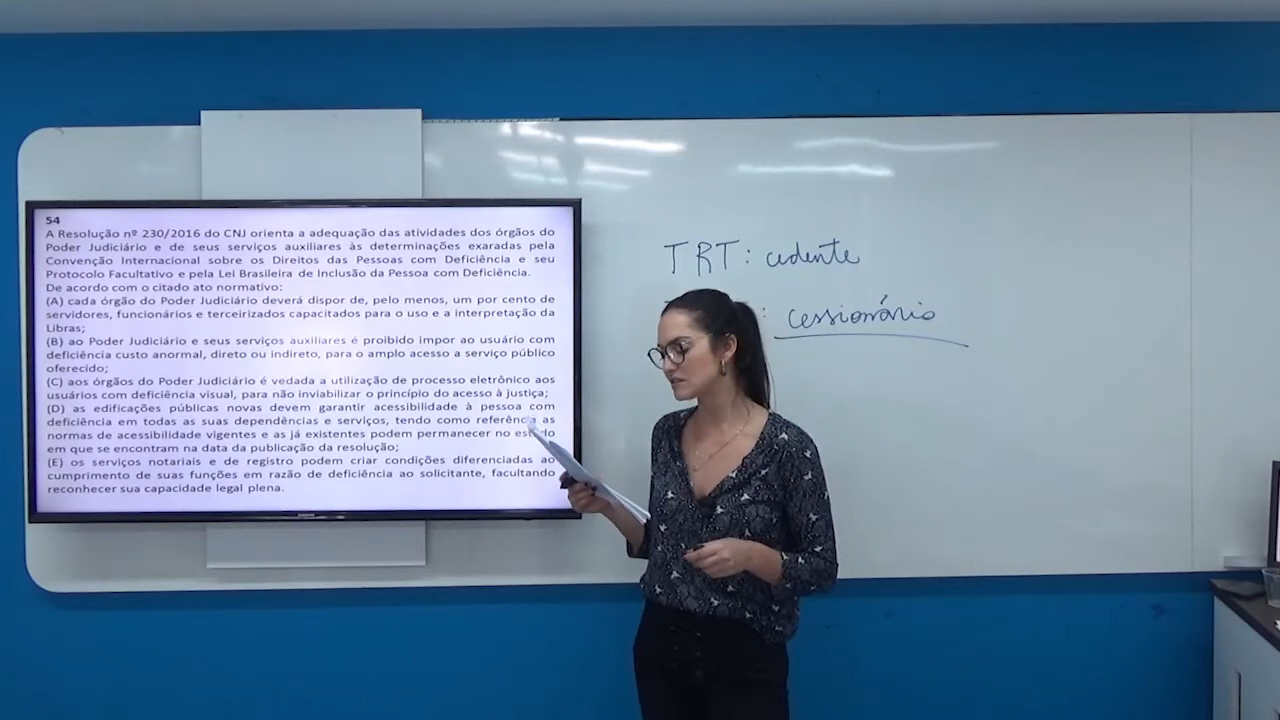 54
A Resolução nº 230/2016 do CNJ orienta a adequação das atividades dos órgãos do
Poder Judiciário e de seus serviços auxiliares às determinações exaradas pela
Convenção Internacional sobre os Direitos das Pessoas com Deficiência e seu
Protocolo Facultativo e pela Lei Brasileira de Inclusão da Pessoa com Deficiência.
De acordo com o citado ato normativo:
(A) cada órgão do Poder Judiciário deverá dispor de, pelo menos, um por cento de
servidores, funcionários e terceirizados capacitados para o uso e a interpretação da
Libras;
(B) ao Poder Judiciário e seus serviços auxiliares é proibido impor ao usuário com
deficiência custo anormal, direto ou indireto, para o amplo acesso a serviço público
oferecido;
(C) aos órgãos do Poder Judiciário é vedada a utilização de processo eletrônico aos
usuários com deficiência visual, para não inviabilizar o princípio do acesso à justiça;
(D) as edificações públicas novas devem garantir acessibilidade à pessoa com
deficiência em todas as suas dependências e serviços, tendo como referência as
normas de acessibilidade vigentes e as já existentes podem permanecer no estado
em que se encontram na data da publicação da resolução;
(E) os serviços notariais e de registro podem criar condições diferenciadas ao
cumprimento de suas funções em razão de deficiência ao solicitante, facultando
reconhecer sua capacidade legal plena.
TRT: cedente
: cessionário